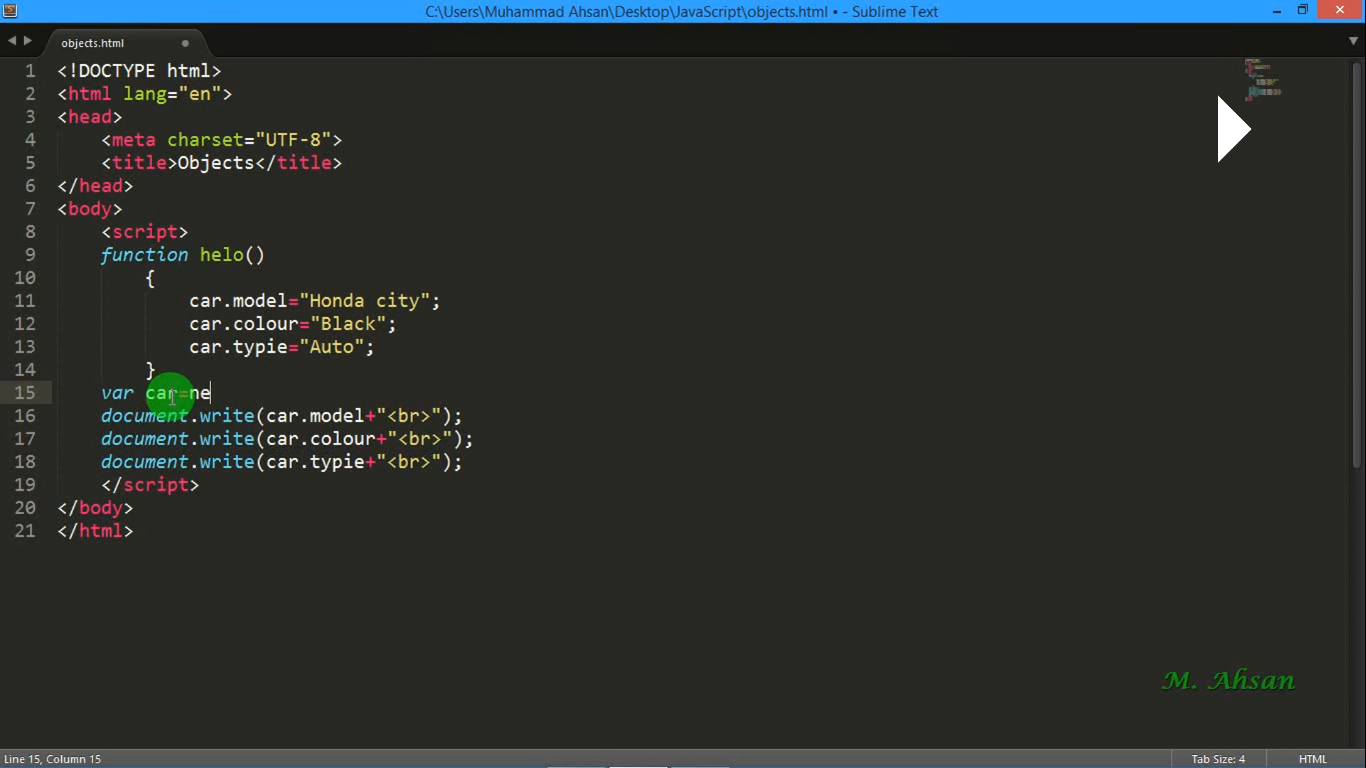 C:\Users\Muhammad Ahsan\Desktop\JavaScript\objects.html • - Sublime Text
objects.html
1 <!DOCTYPE html>
2 <html lang="en">
3 <head>
4 <meta charset="UTF-8">
5 <title>Objects</title>
6 </head>
7 <body>
8 <script>
9 function helo()
10 {
11 car.model="Honda city";
12 car.colour="Black";
13 car.typie="Auto";
14 }
15 var car=ne
16 document.write(car.model+"<br>");
17 document.write(car.colour+"<br>");
18 document.write(car.typie+"<br>");
19 </script>
20 </body>
21 </html>
M. Ahsan
Line 15, Column 15
Tab Size: 4
HTML